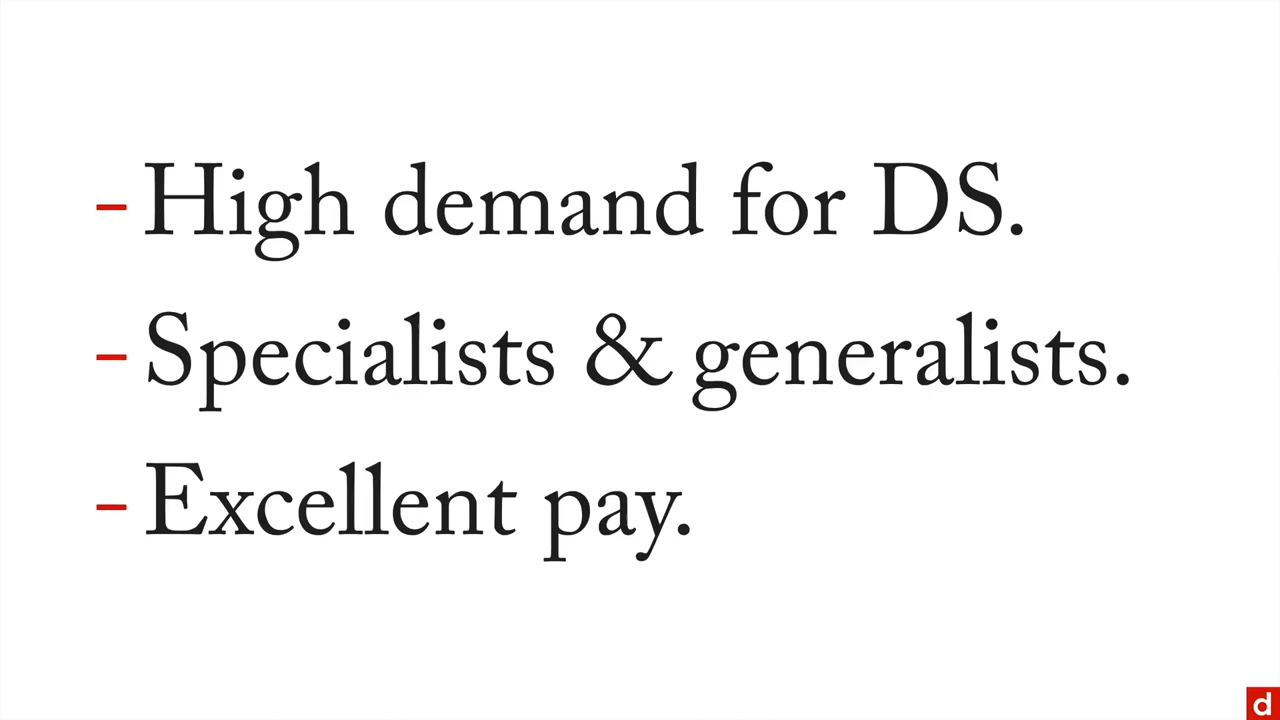 - High demand for DS.
- Specialists & generalists.
- Excellent pay.
d